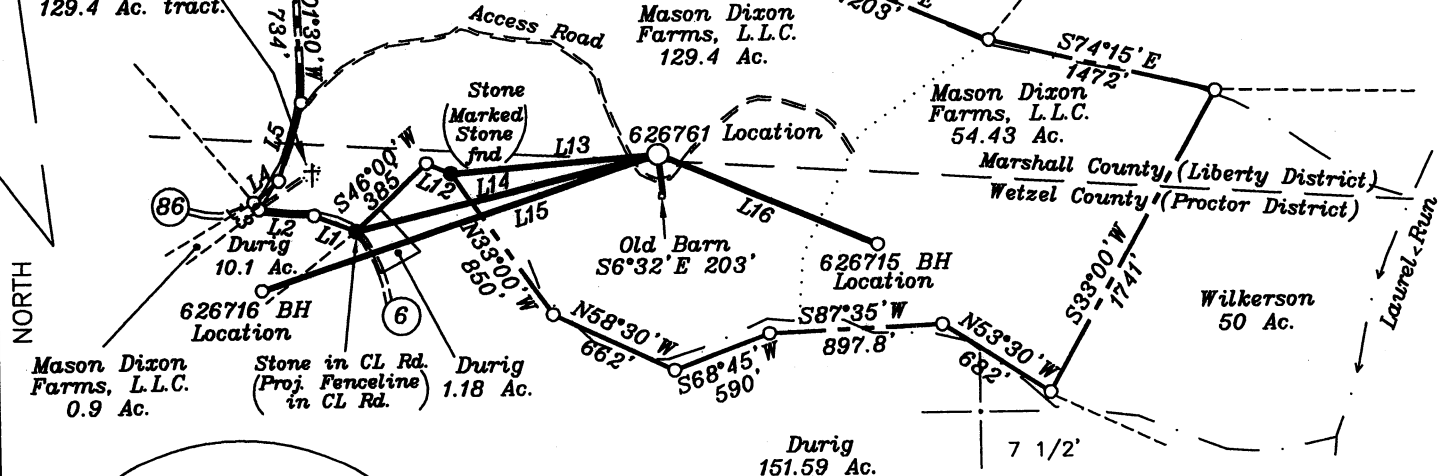 129.4 Ac. tract.
01°30'W
734'
Access Road
Mason Dixon
Farms, L.L.C.
129.4 Ac.
203'
E
S74°15'E
1472'
Mason Dixon
Farms, L.L.C.
54.43 Ac.
Stone
(Marked
Stone
fnd)
L13
626761 Location
Marshall County (Liberty District)
Wetzel County (Proctor District)
L5
L4
S46°00'W
385'
L12
L14
L15
L16
86
L2
L1
Durig
10.1 Ac.
N33°00'W
850'
Old Barn
S6°32'E 203'
626715 BH
Location
S33°00'W
1741'
Laurel Run
Wilkerson
50 Ac.
NORTH
626716 BH
Location
6
N58°30'W
662'
S68°45'W
590'
S87°35'W
897.8'
N53°30'W
682'
Mason Dixon
Farms, L.L.C.
0.9 Ac.
Stone in CL Rd.
(Proj. Fenceline)
in CL Rd.
Durig
1.18 Ac.
Durig
151.59 Ac.
7 1/2'